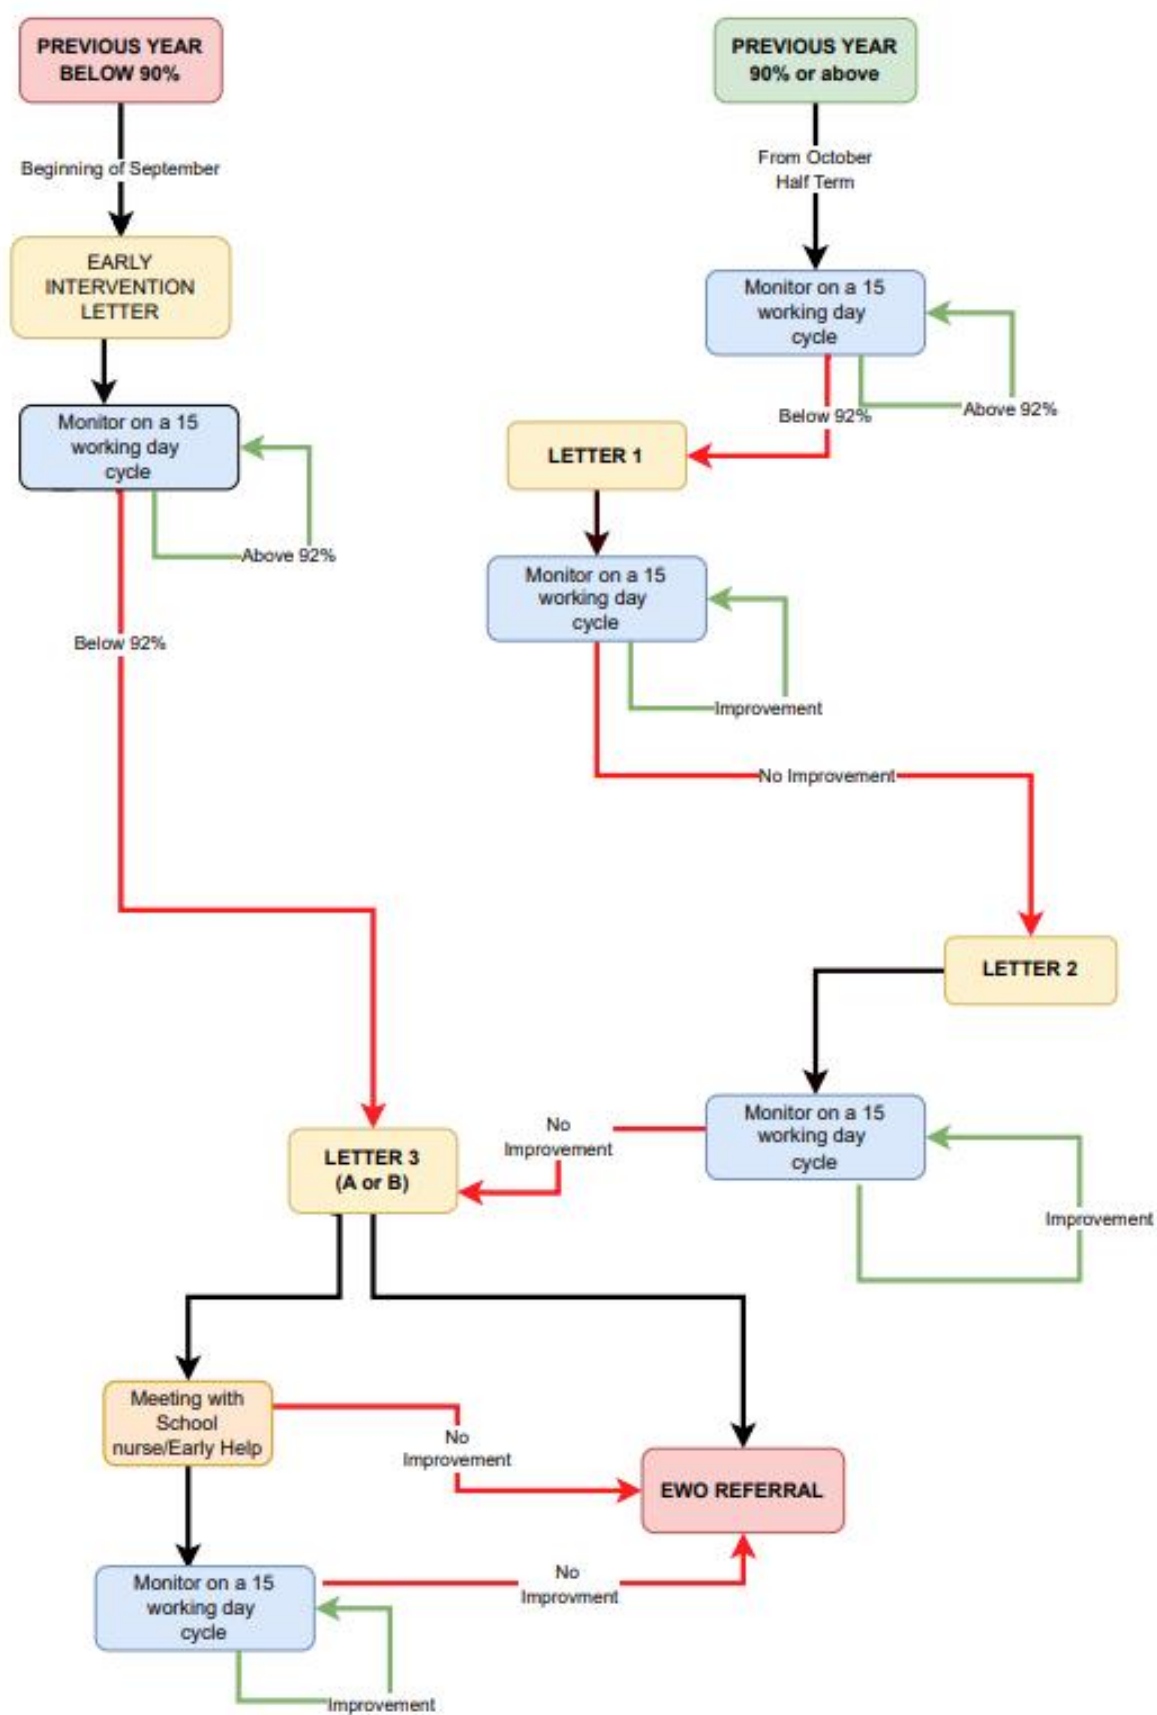 PREVIOUS YEAR
BELOW 90%
PREVIOUS YEAR
90% or above
Beginning of September
From October
Half Term
EARLY
INTERVENTION
LETTER
Monitor on a 15
working day
cycle
Above 92%
Below 92%
LETTER 1
Monitor on a 15
working day
cycle
Above 92%
Below 92%
Monitor on a 15
working day
cycle
Improvement
No Improvement
LETTER 2
Monitor on a 15
working day
cycle
No
Improvement
Improvement
LETTER 3
(A or B)
Meeting with
School
nurse/Early Help
No
Improvement
EWO REFERRAL
Monitor on a 15
working day
cycle
No
Improvment
Improvement